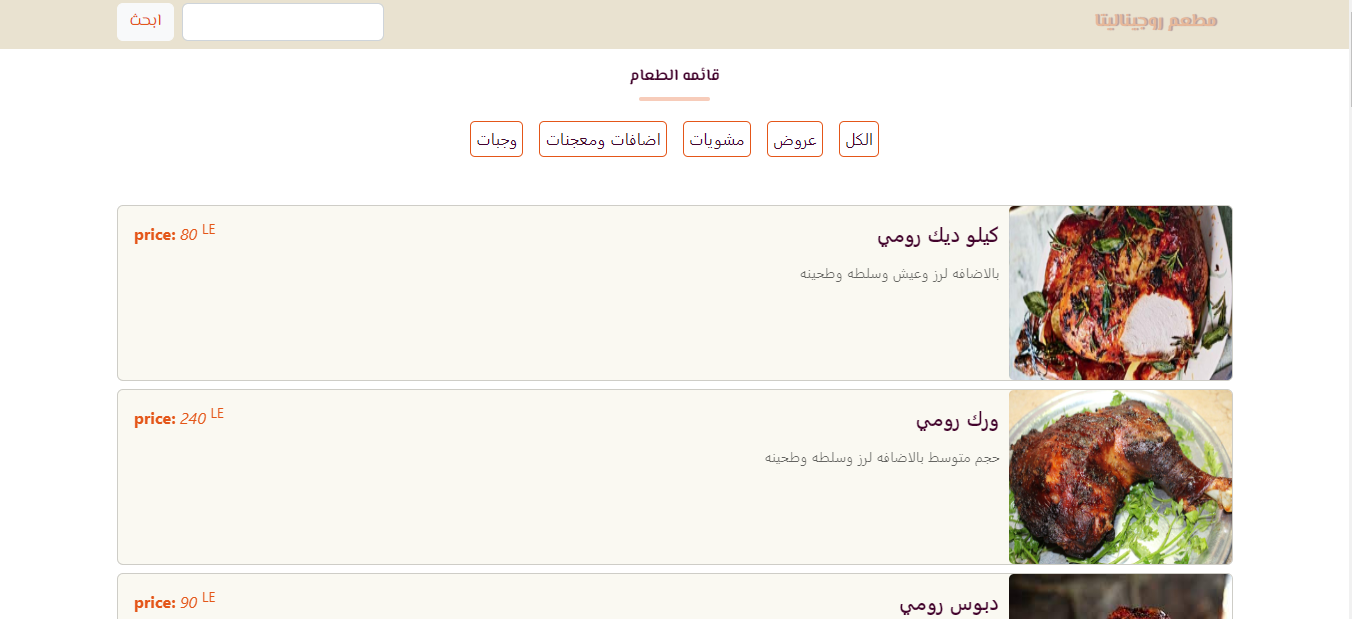 مطعم روجيناليتا
ابحث
قائمه الطعام
الكل
عروض
مشويات
اضافات ومعجنات
وجبات
كيلو ديك رومي
price: 80 LE
بالاضافه لرز وعيش وسلطه وطحينه
ورك رومي
price: 240 LE
حجم متوسط بالاضافه لرز وسلطه وطحينه
دبوس رومي
price: 90 LE